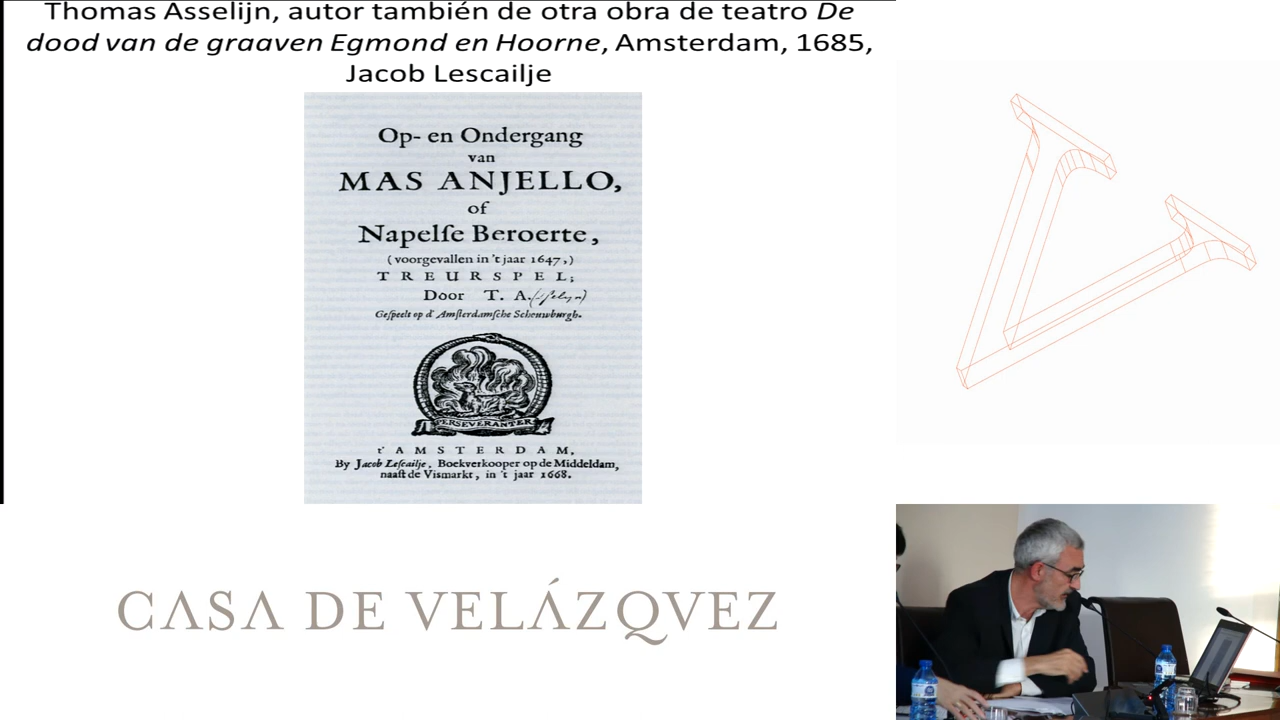 Thomas Asselijn, autor también de otra obra de teatro De
dood van de graaven Egmond en Hoorne, Amsterdam, 1685,
Jacob Lescailje
Op- en Ondergang
van
MAS ANJELLO,
of
Napelſe Beroerte,
(voorgevallen in 't jaar 1647,)
TREURSPEL;
Door T. A. (sselyn)
Geſpeelt op d' Amſterdamſche Schouwburgh.
PERSEVERANTER
t' AMSTERDAM,
By Jacob Leſcailje, Boekverkooper op de Middeldam,
naaſt de Vismarkt, in 't jaar 1668.
CASA DE VELÁZQVEZ